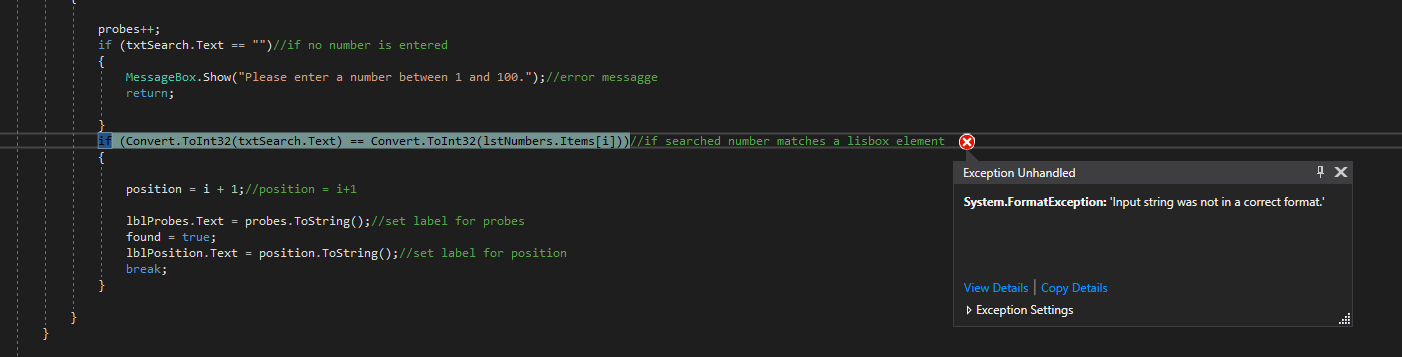 {
probes++;
if (txtSearch.Text == "")//if no number is entered
{
MessageBox.Show("Please enter a number between 1 and 100.");//error messagge
return;
}
if (Convert.ToInt32(txtSearch.Text) == Convert.ToInt32(lstNumbers.Items[i]))//if searched number matches a lisbox element
{
position = i + 1;//position = i+1
lblProbes.Text = probes.ToString();//set label for probes
found = true;
lblPosition.Text = position.ToString();//set label for position
break;
}
}
}
Exception Unhandled
System.FormatException: 'Input string was not in a correct format.'
View Details | Copy Details
Exception Settings